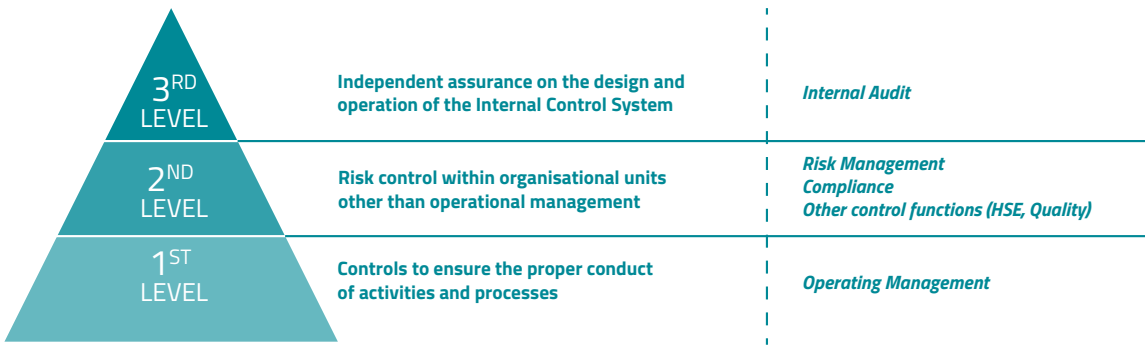 3RD
LEVEL
Independent assurance on the design and
operation of the Internal Control System
Internal Audit
2ND
LEVEL
Risk control within organisational units
other than operational management
Risk Management
Compliance
Other control functions (HSE, Quality)
1ST
LEVEL
Controls to ensure the proper conduct
of activities and processes
Operating Management